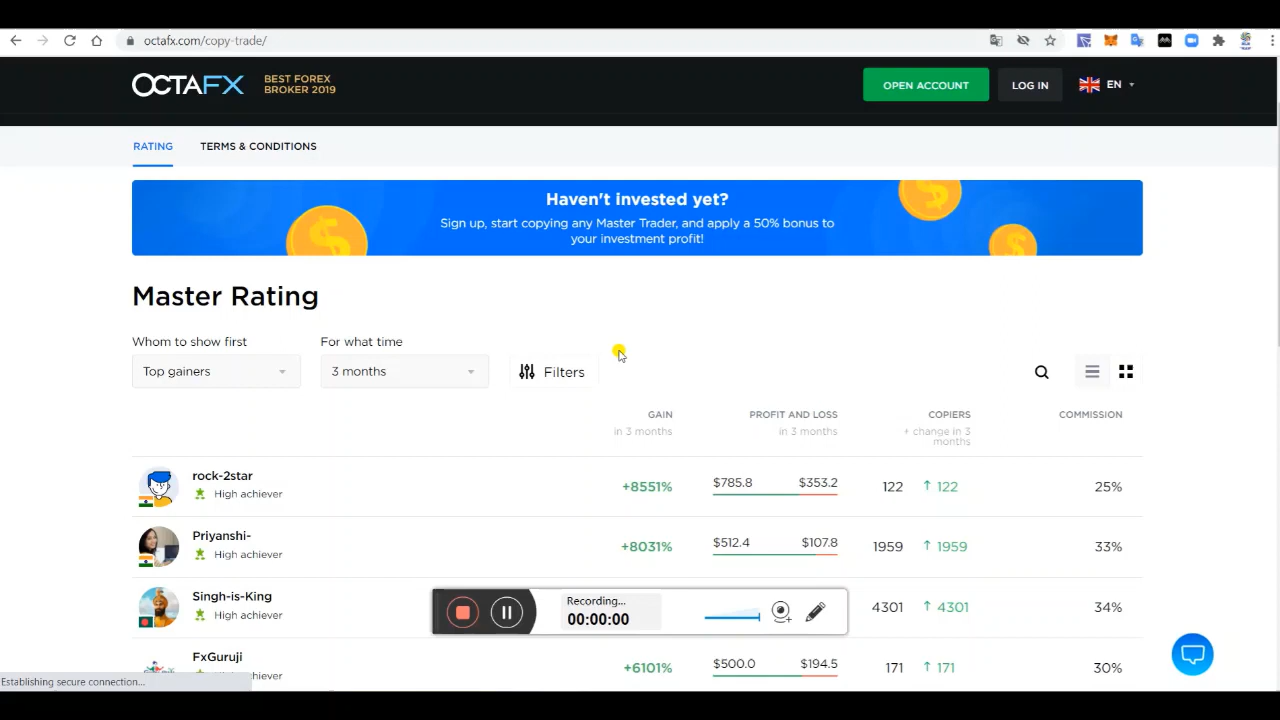 octafx.com/copy-trade/
OCTAFX
BEST FOREX
BROKER 2019
OPEN ACCOUNT
LOG IN
EN
RATING
TERMS & CONDITIONS
Haven't invested yet?
Sign up, start copying any Master Trader, and apply a 50% bonus to
your investment profit!
Master Rating
Whom to show first
For what time
Top gainers
3 months
Filters
GAIN
PROFIT AND LOSS
COPIERS
COMMISSION
in 3 months
in 3 months
+ change in 3
months
rock-2star
High achiever
+8551%
$785.8
$353.2
122
↑ 122
25%
Priyanshi-
High achiever
+8031%
$512.4
$107.8
1959
↑ 1959
33%
Singh-is-King
High achiever
Recording...
00:00:00
4301
↑ 4301
34%
FxGuruji
High achiever
+6101%
$500.0
$194.5
171
↑ 171
30%
Establishing secure connection...